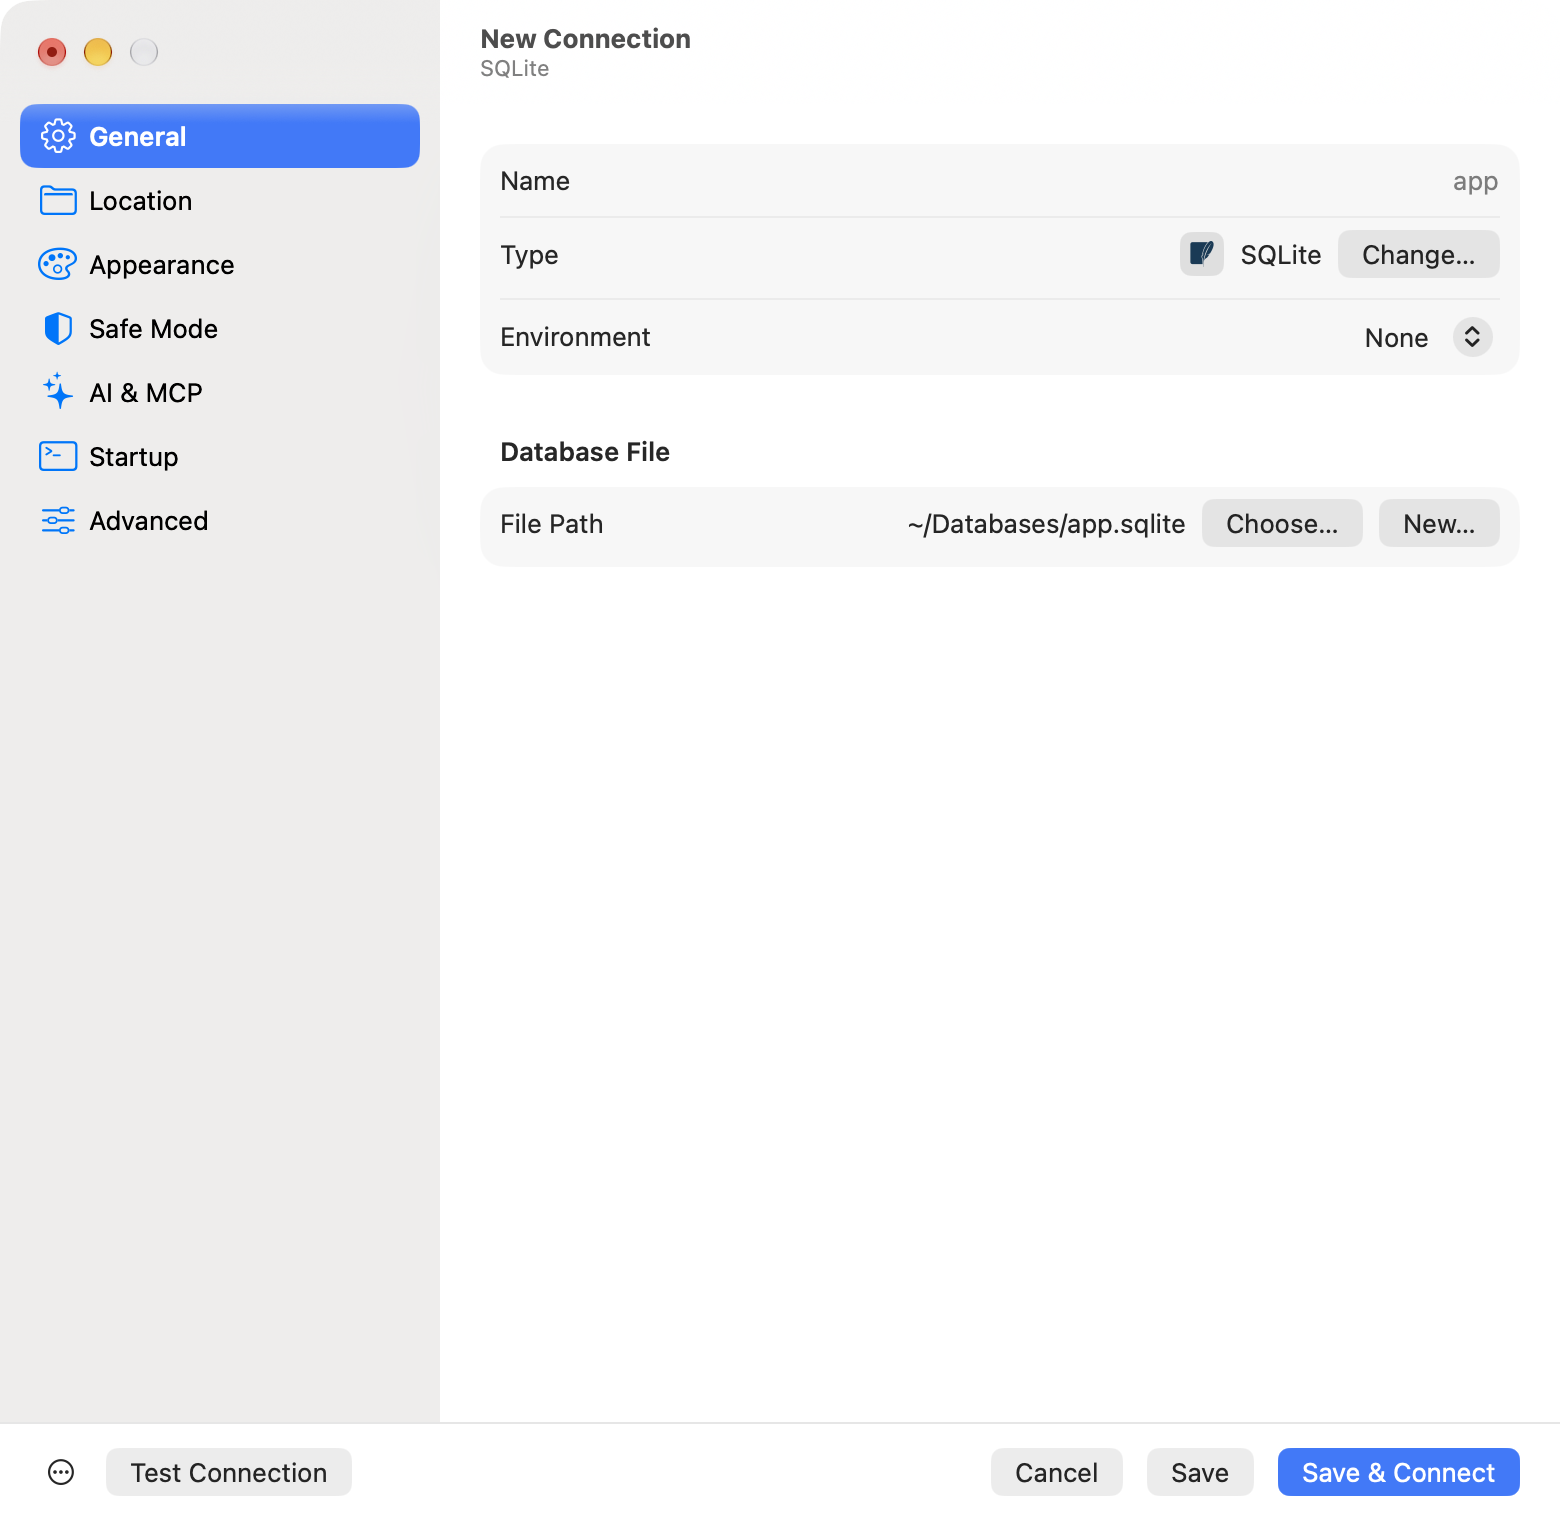 New Connection
SQLite
General
Location
Appearance
Safe Mode
AI & MCP
Startup
Advanced
Name app
Type SQLite Change...
Environment None
Database File
File Path ~/Databases/app.sqlite Choose... New...
Test Connection Cancel Save Save & Connect